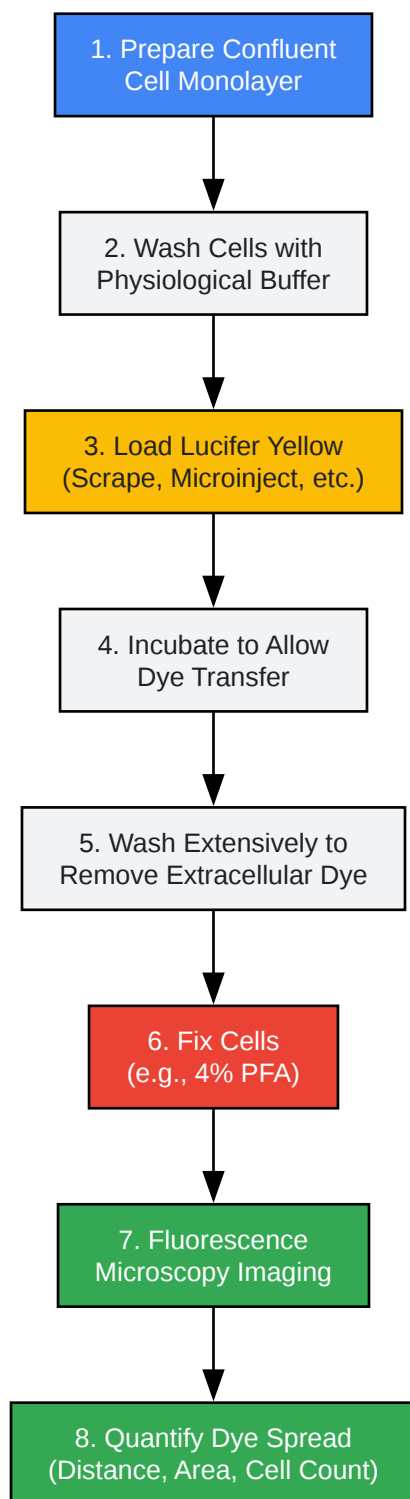 1. Prepare Confluent
Cell Monolayer
2. Wash Cells with
Physiological Buffer
3. Load Lucifer Yellow
(Scrape, Microinject, etc.)
4. Incubate to Allow
Dye Transfer
5. Wash Extensively to
Remove Extracellular Dye
6. Fix Cells
(e.g., 4% PFA)
7. Fluorescence
Microscopy Imaging
8. Quantify Dye Spread
(Distance, Area, Cell Count)